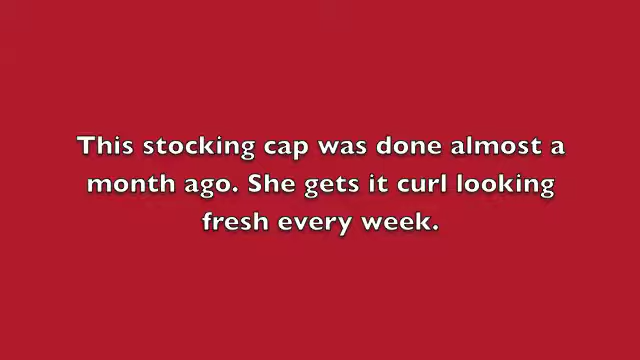 This stocking cap was done almost a
month ago. She gets it curl looking
fresh every week.